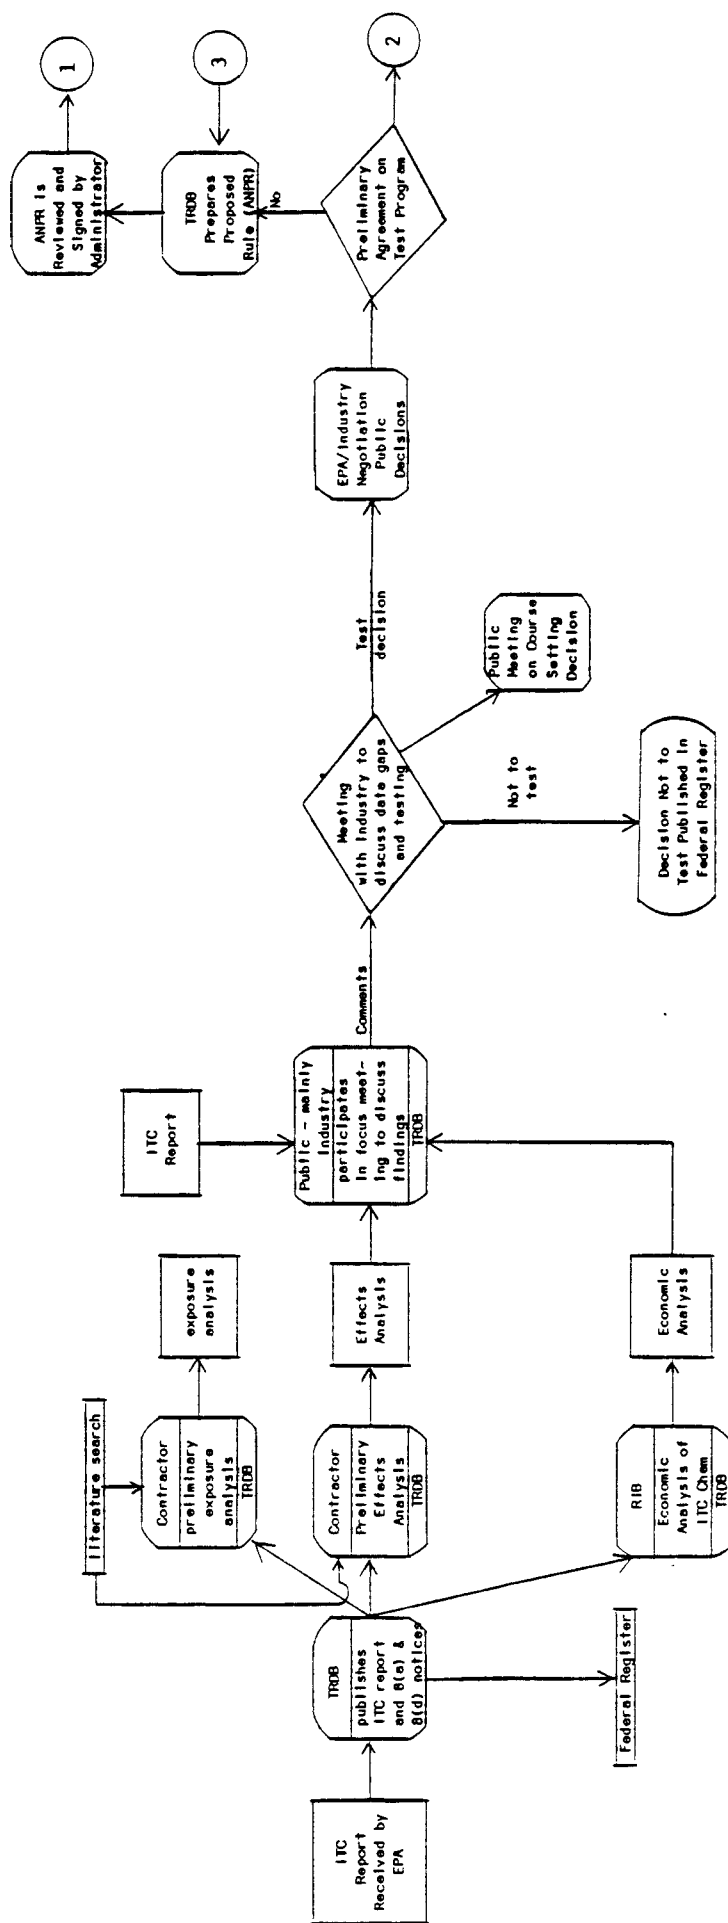 ITC
Report
Received by
EPA
TRDB
publishes
ITC report
and 8(a) &
8(d) notices
Federal Register
literature search
Contractor
preliminary
exposure
analysis
TRDB
exposure
analysis
Contractor
Preliminary
Effects
Analysis
TRDB
Effects
Analysis
RIB
Economic
Analysis of
ITC Chem
TRDB
Economic
Analysis
ITC
Report
Public - mainly
Industry
participates
in focus meet-
ing to discuss
findings
TRDB
Comments
Meeting
with industry to
discuss data gaps
and testing
Not to
test
Decision Not to
Test Published in
Federal Register
Public
Meeting
on Course
Setting
Decision
Test
decision
EPA/Industry
Negotiation
Public
Decisions
Preliminary
Agreement on
Test Program
No
TRDB
Prepares
Proposed
Rule (ANPR)
ANPR is
Reviewed and
Signed by
Administrator
1
3
2